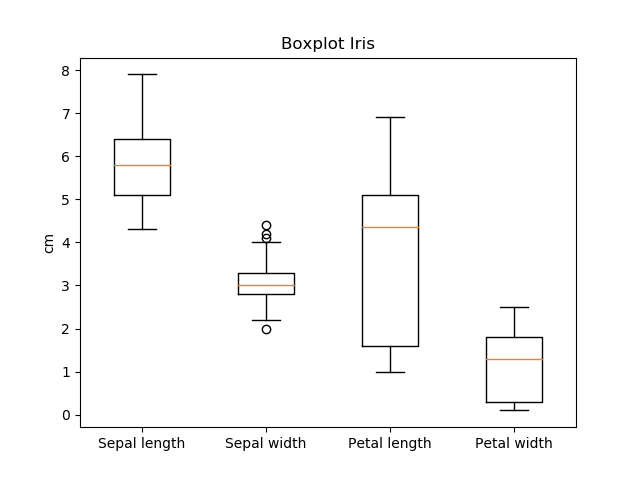 Boxplot Iris
8
7
6
5
4
3
2
1
0
cm
Sepal length
Sepal width
Petal length
Petal width